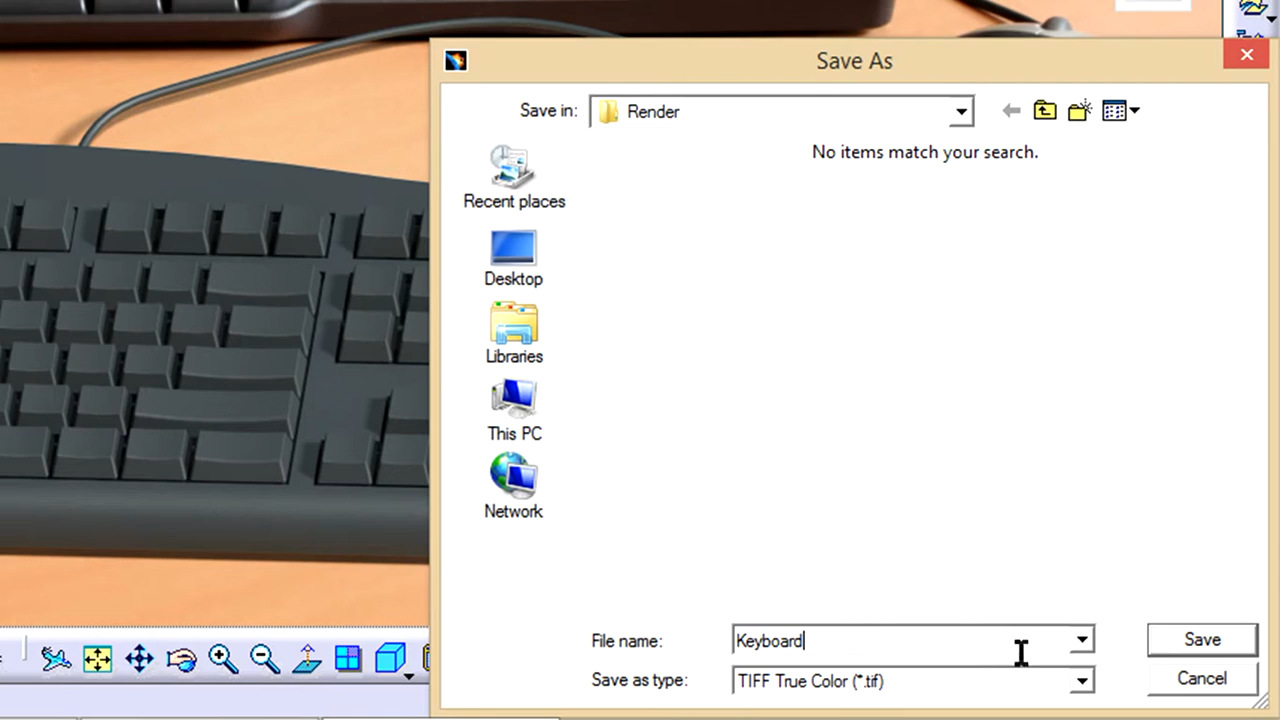 Save As
Save in:
Render
No items match your search.
Recent places
Desktop
Libraries
This PC
Network
File name:
Keyboard
Save
Save as type:
TIFF True Color (*.tif)
Cancel